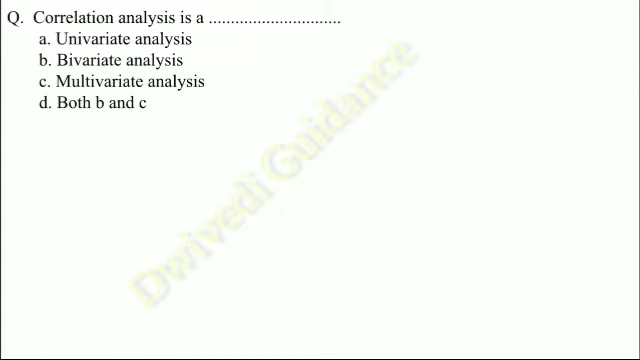 Q. Correlation analysis is a ..............................
a. Univariate analysis
b. Bivariate analysis
c. Multivariate analysis
d. Both b and c
Dwivedi Guidance